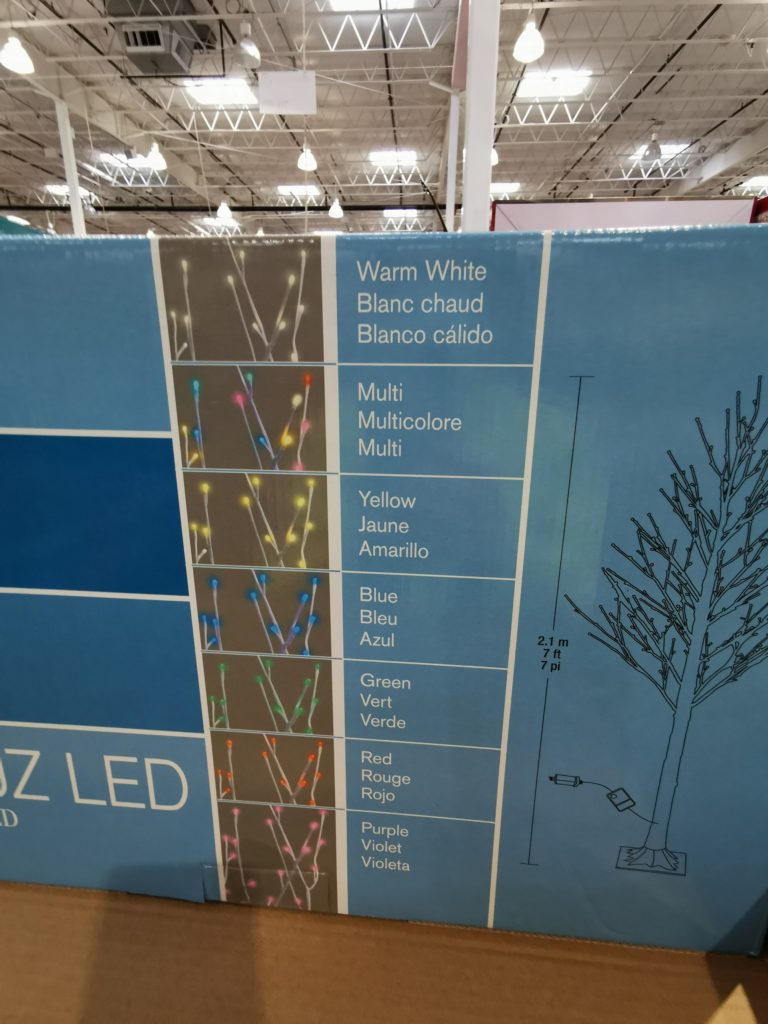 Warm White
Blanc chaud
Blanco cálido
Multi
Multicolore
Multi
Yellow
Jaune
Amarillo
Blue
Bleu
Azul
Green
Vert
Verde
Red
Rouge
Rojo
Purple
Violet
Violeta
2.1 m
7 ft
7 pi
LED